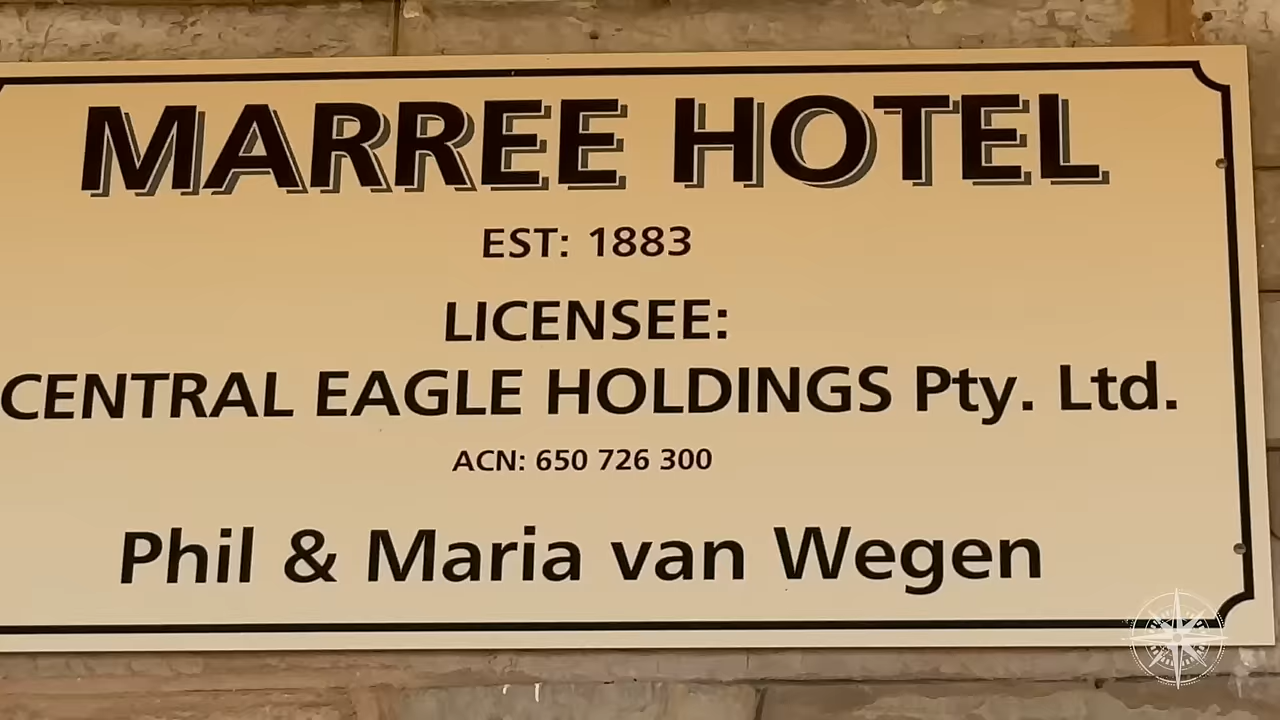 MARREE HOTEL
EST: 1883
LICENSEE:
CENTRAL EAGLE HOLDINGS Pty. Ltd.
ACN: 650 726 300
Phil & Maria van Wegen